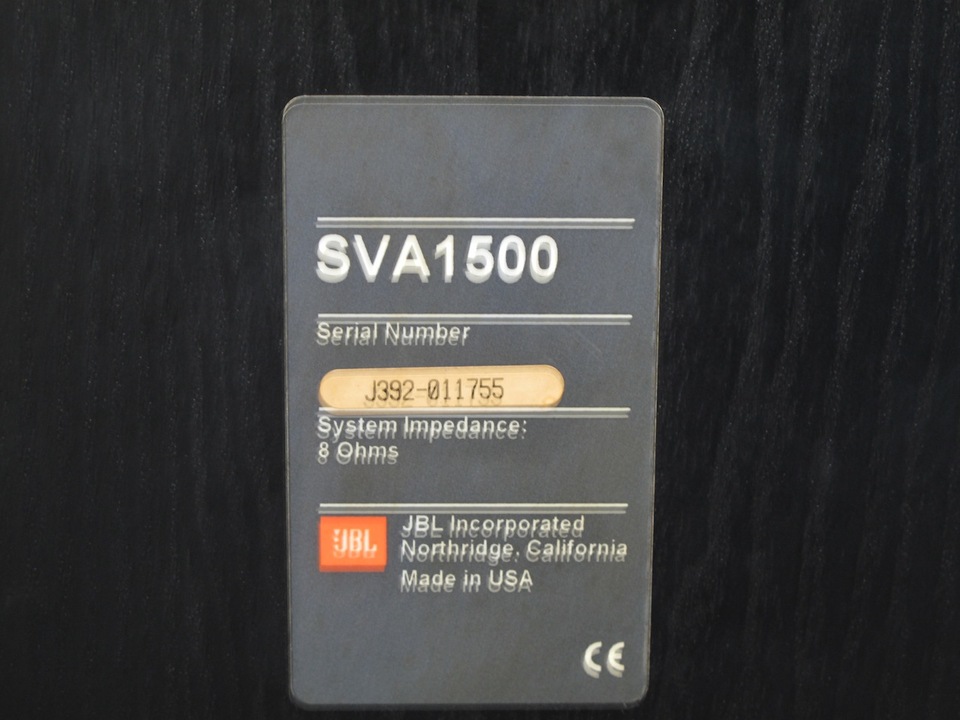 SVA1500
Serial Number
J392-011755
System Impedance:
8 Ohms
JBL
JBL Incorporated
Northridge, California
Made in USA
CE